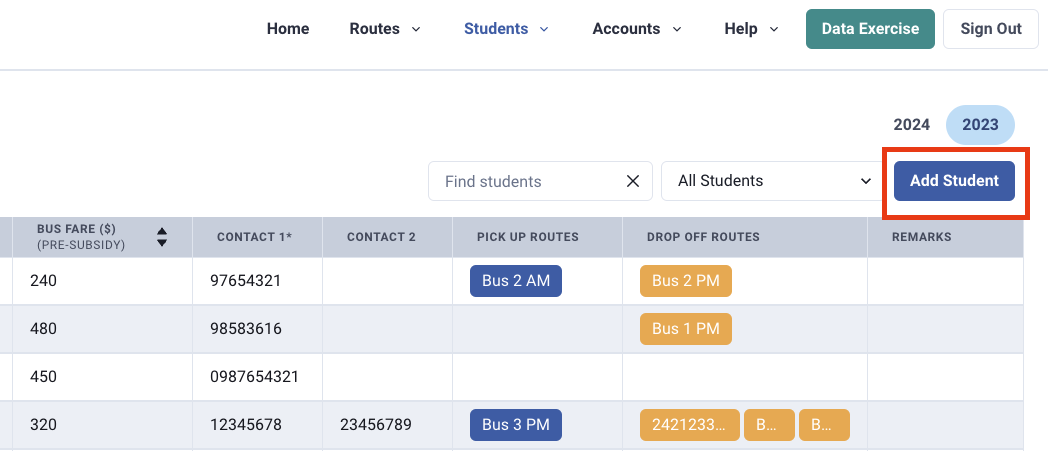 Home Routes Students Accounts Help Data Exercise Sign Out
2024 2023
Find students All Students Add Student
BUS FARE ($) (PRE-SUBSIDY) CONTACT 1* CONTACT 2 PICK UP ROUTES DROP OFF ROUTES REMARKS
240 97654321 Bus 2 AM Bus 2 PM
480 98583616 Bus 1 PM
450 0987654321
320 12345678 23456789 Bus 3 PM 2421233... B... B...